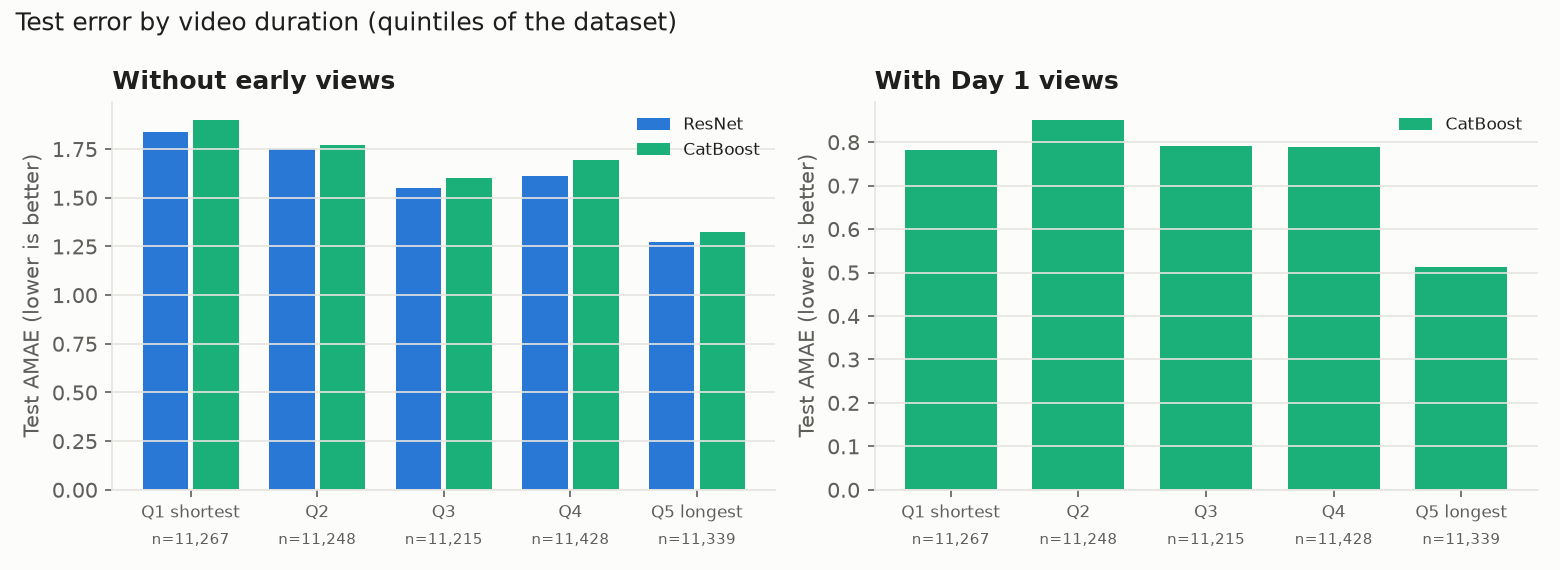 Test error by video duration (quintiles of the dataset)
Without early views
ResNet
CatBoost
Test AMAE (lower is better)
1.75
1.50
1.25
1.00
0.75
0.50
0.25
0.00
Q1 shortest
Q2
Q3
Q4
Q5 longest
n=11,267
n=11,248
n=11,215
n=11,428
n=11,339
With Day 1 views
CatBoost
Test AMAE (lower is better)
0.8
0.7
0.6
0.5
0.4
0.3
0.2
0.1
0.0
Q1 shortest
Q2
Q3
Q4
Q5 longest
n=11,267
n=11,248
n=11,215
n=11,428
n=11,339